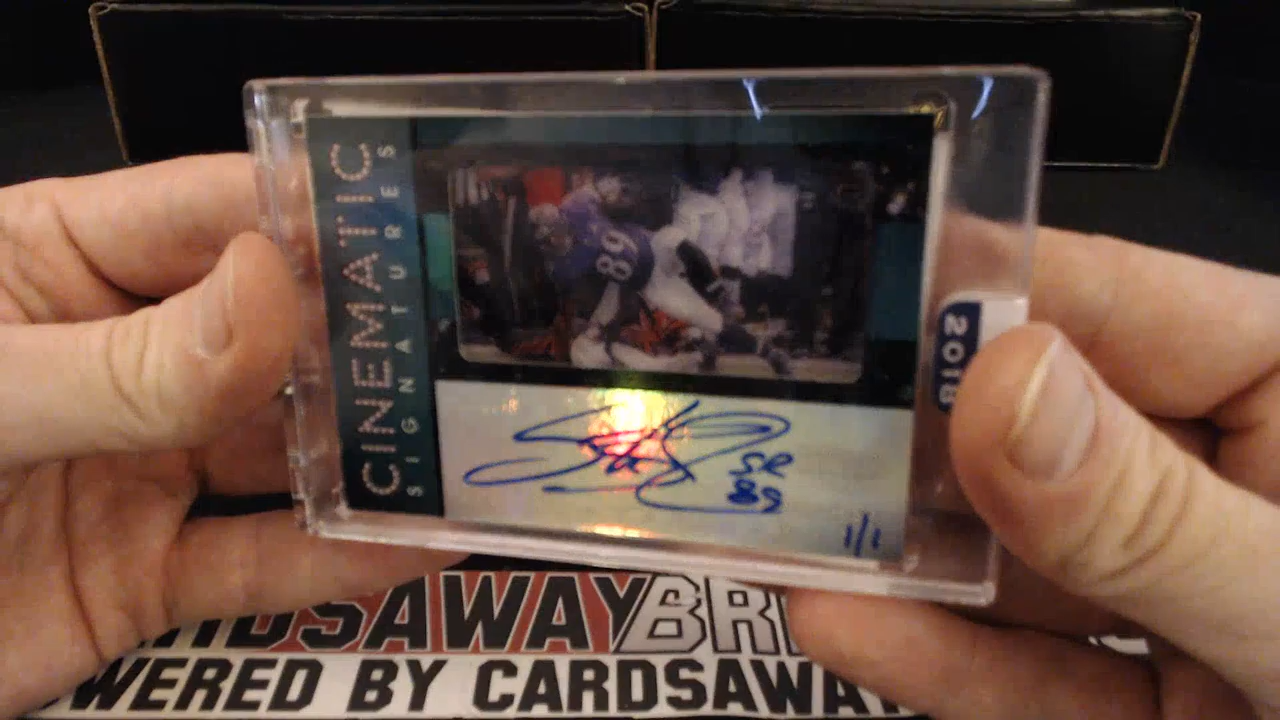 CINEMATIC
SIGNATURES
89
SR
89
1/1
2018
CARDSAWAYBR
WERED BY CARDSAWA